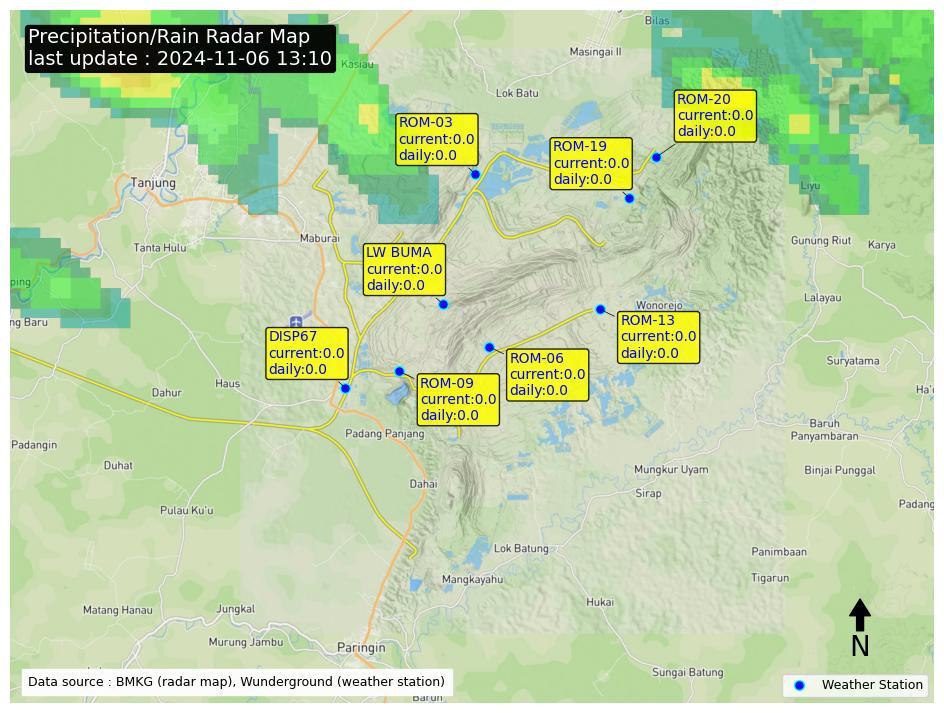 Precipitation/Rain Radar Map
last update : 2024-11-06 13:10
Bilas
Masingai II
Kasiau
Lok Batu
ROM-20
current:0.0
daily:0.0
ROM-03
current:0.0
daily:0.0
ROM-19
current:0.0
daily:0.0
Tanjung
Liyu
Maburai
Tanta Hulu
Gunung Riut
Karya
LW BUMA
current:0.0
daily:0.0
ping
Lalayau
Wonorejo
ng Baru
ROM-13
current:0.0
daily:0.0
DISP67
current:0.0
daily:0.0
ROM-06
current:0.0
daily:0.0
Suryatama
ROM-09
current:0.0
daily:0.0
Haus
Dahur
Ha'o
Baruh
Panyambaran
Padang Panjang
Padangin
Duhat
Mungkur Uyam
Binjai Punggal
Dahai
Sirap
Padang
Pulau Ku'u
Lok Batung
Panimbaan
Mangkayahu
Tigarun
Hukai
Matang Hanau
Jungkal
Murung Jambu
Paringin
N
Sungai Batung
Data source : BMKG (radar map), Wunderground (weather station)
Weather Station
Barun